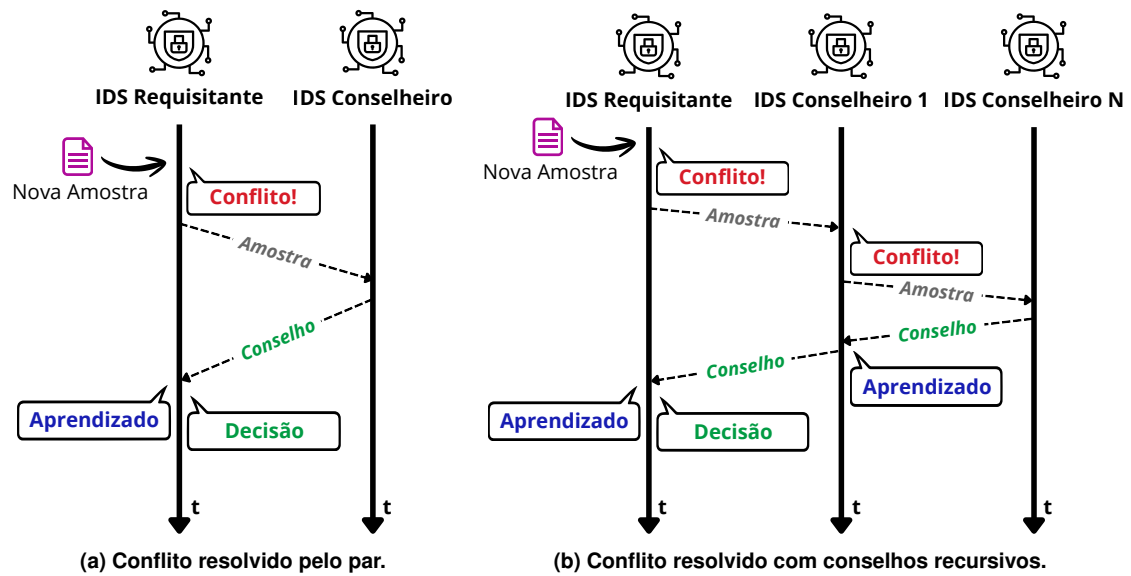 IDS Requisitante
IDS Conselheiro
Nova Amostra
Conflito!
Amostra
Conselho
Aprendizado
Decisão
t
t
(a) Conflito resolvido pelo par.
IDS Requisitante
IDS Conselheiro 1
IDS Conselheiro N
Nova Amostra
Conflito!
Amostra
Conflito!
Amostra
Conselho
Conselho
Aprendizado
Aprendizado
Decisão
t
t
t
(b) Conflito resolvido com conselhos recursivos.